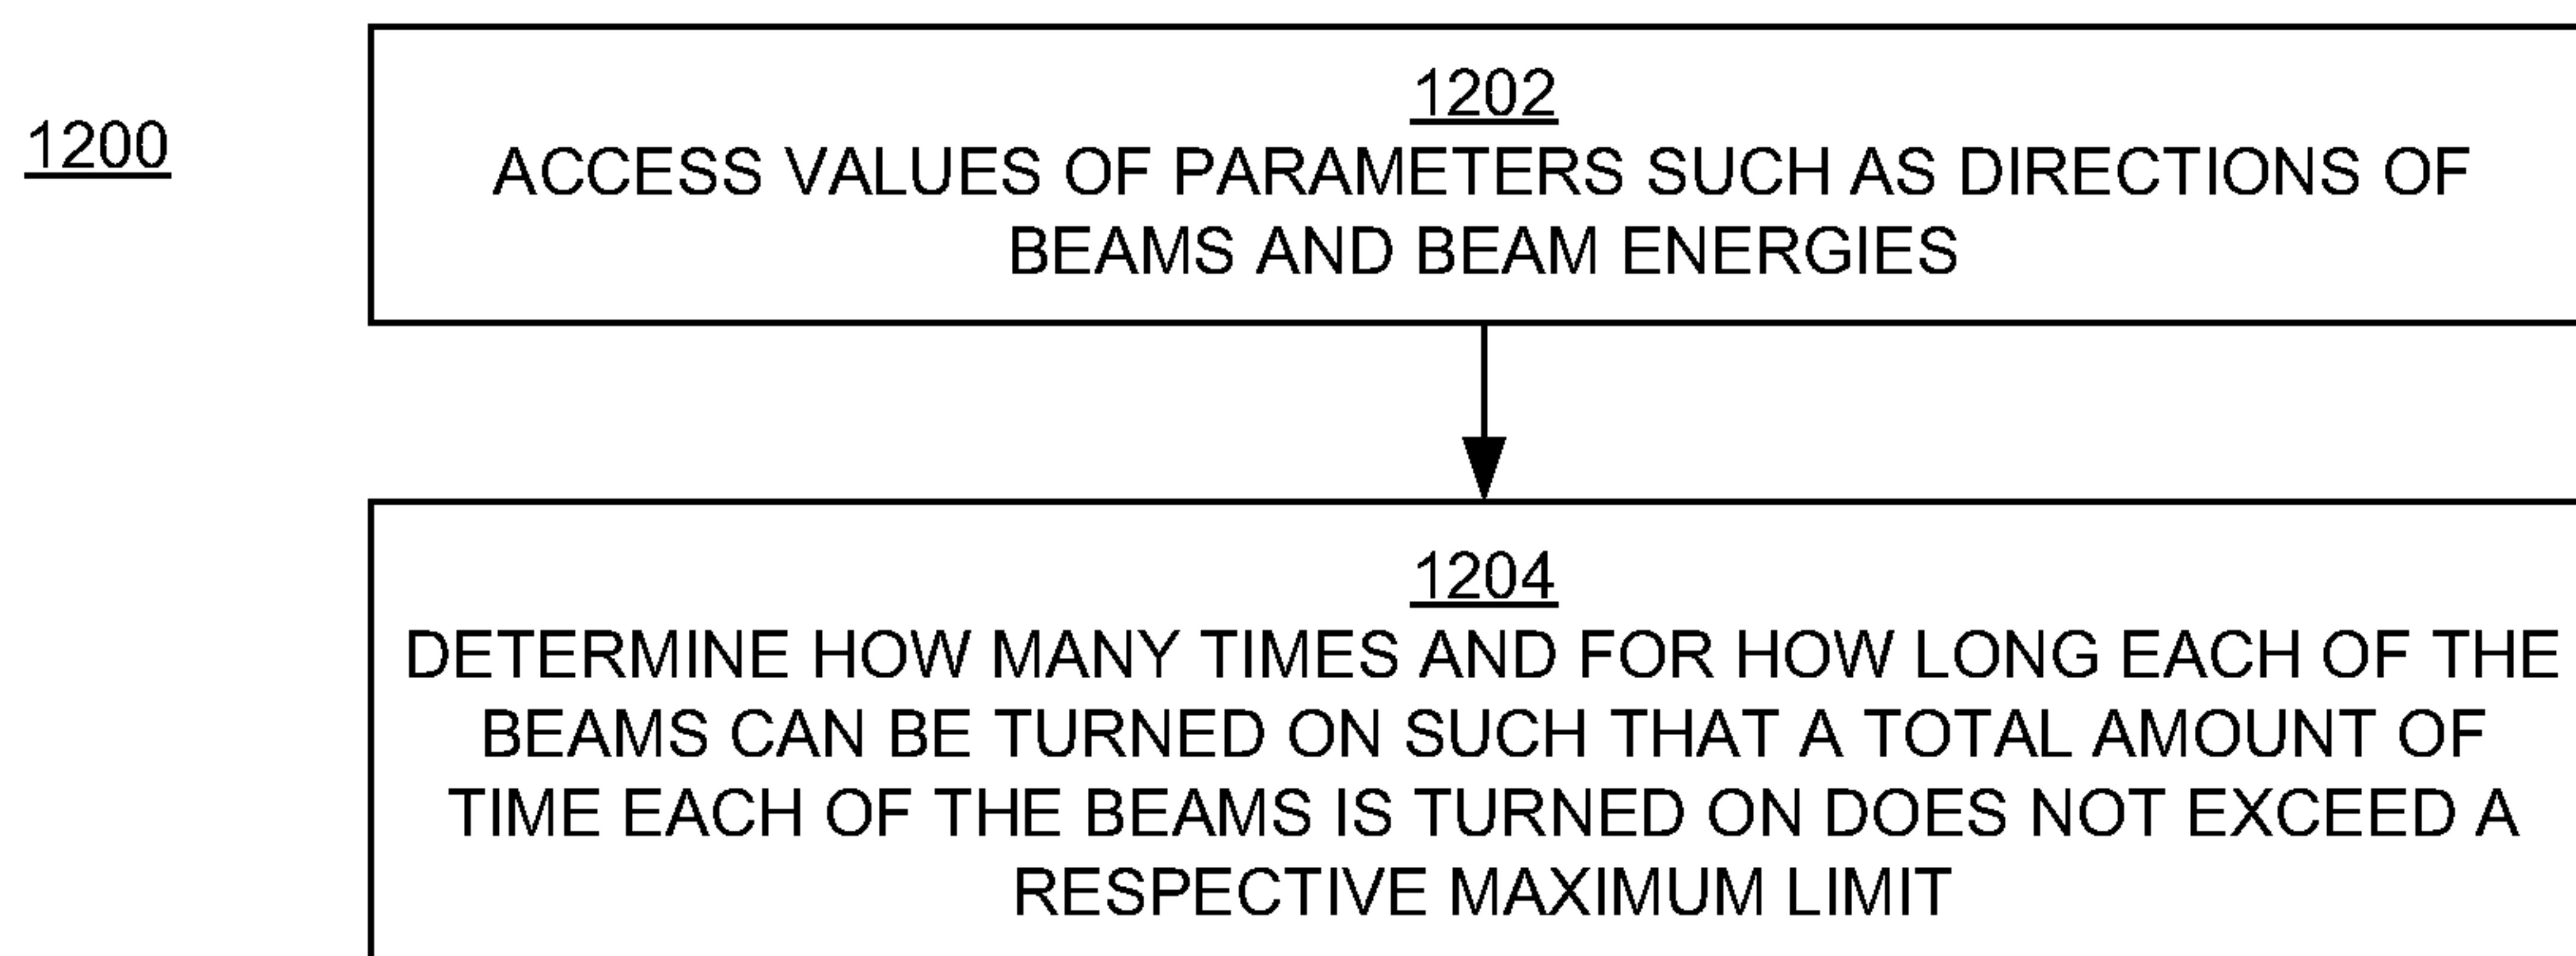 1200
1202
ACCESS VALUES OF PARAMETERS SUCH AS DIRECTIONS OF
BEAMS AND BEAM ENERGIES
1204
DETERMINE HOW MANY TIMES AND FOR HOW LONG EACH OF THE
BEAMS CAN BE TURNED ON SUCH THAT A TOTAL AMOUNT OF
TIME EACH OF THE BEAMS IS TURNED ON DOES NOT EXCEED A
RESPECTIVE MAXIMUM LIMIT